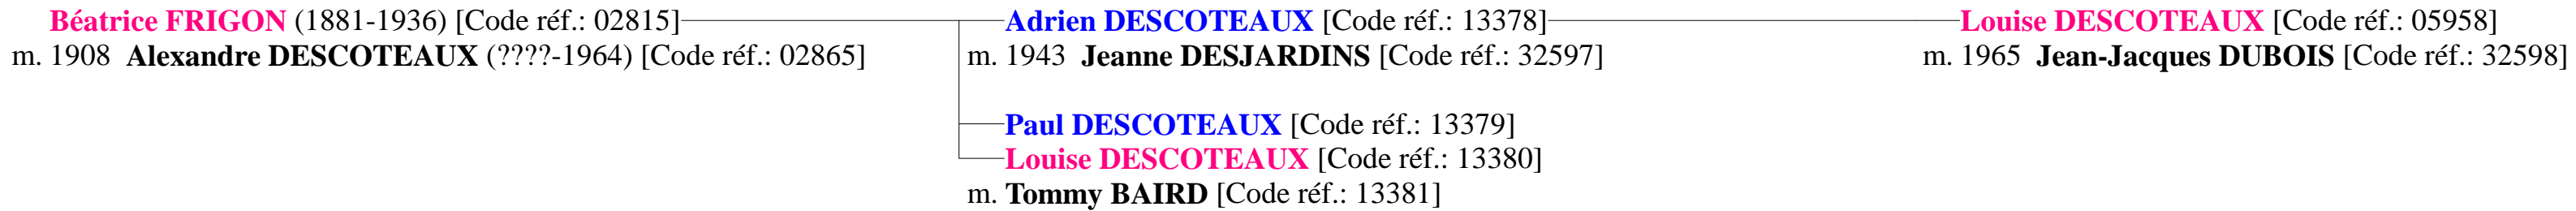 Béatrice FRIGON (1881-1936) [Code réf.: 02815] Adrien DESCOTEAUX [Code réf.: 13378] Louise DESCOTEAUX [Code réf.: 05958]
m. 1908 Alexandre DESCOTEAUX (????-1964) [Code réf.: 02865] m. 1943 Jeanne DESJARDINS [Code réf.: 32597] m. 1965 Jean-Jacques DUBOIS [Code réf.: 32598]
Paul DESCOTEAUX [Code réf.: 13379]
Louise DESCOTEAUX [Code réf.: 13380]
m. Tommy BAIRD [Code réf.: 13381]